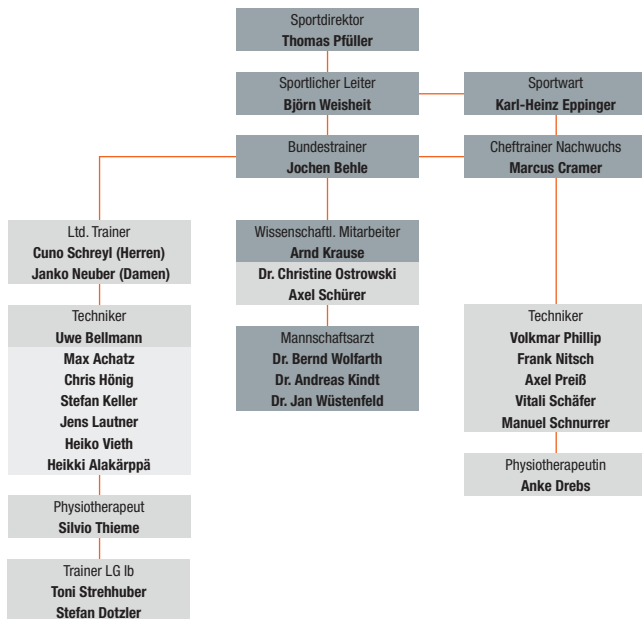 Sportdirektor
Thomas Pfüller
Sportlicher Leiter
Björn Weisheit
Sportwart
Karl-Heinz Eppinger
Bundestrainer
Jochen Behle
Cheftrainer Nachwuchs
Marcus Cramer
Ltd. Trainer
Cuno Schreyl (Herren)
Janko Neuber (Damen)
Wissenschaftl. Mitarbeiter
Arnd Krause
Dr. Christine Ostrowski
Axel Schürer
Techniker
Uwe Bellmann
Max Achatz
Chris Hönig
Stefan Keller
Jens Lautner
Heiko Vieth
Heikki Alakärppä
Mannschaftsarzt
Dr. Bernd Wolfarth
Dr. Andreas Kindt
Dr. Jan Wüstenfeld
Techniker
Volkmar Phillip
Frank Nitsch
Axel Preiß
Vitali Schäfer
Manuel Schnurrer
Physiotherapeutin
Anke Drebs
Physiotherapeut
Silvio Thieme
Trainer LG Ib
Toni Strehhuber
Stefan Dotzler